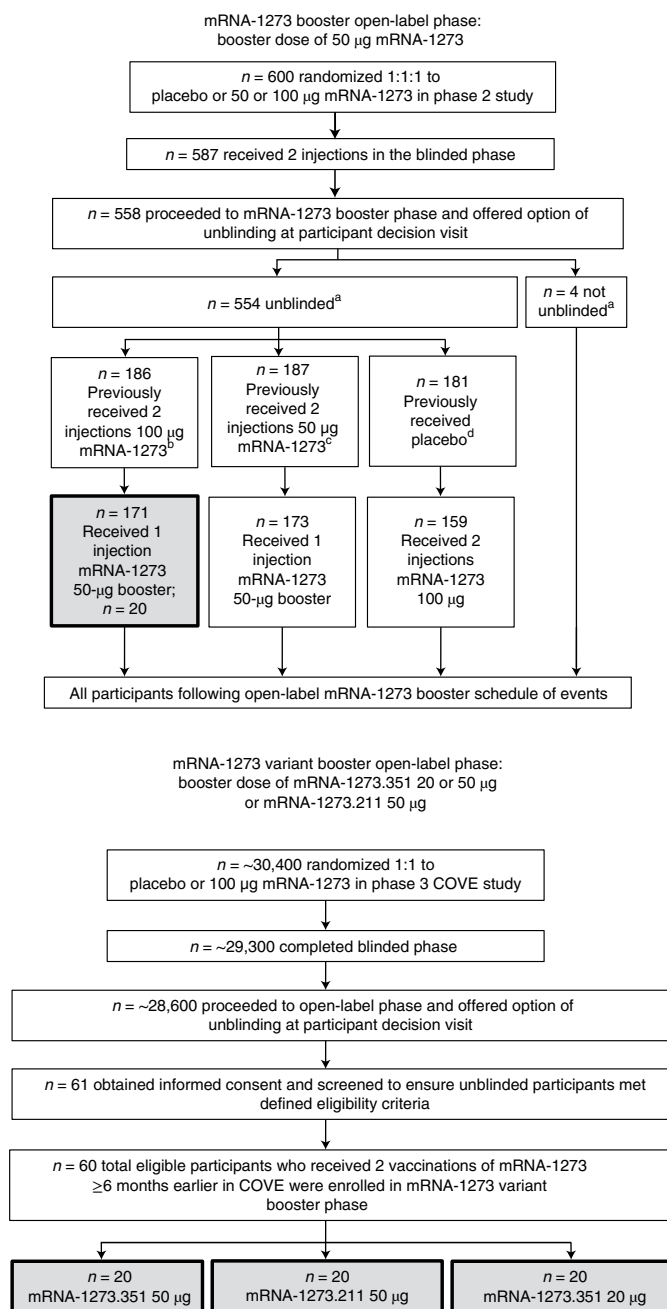 mRNA-1273 booster open-label phase:
booster dose of 50 μg mRNA-1273
n = 600 randomized 1:1:1 to
placebo or 50 or 100 μg mRNA-1273 in phase 2 study
n = 587 received 2 injections in the blinded phase
n = 558 proceeded to mRNA-1273 booster phase and offered option of
unblinding at participant decision visit
n = 554 unblindedᵃ
n = 4 not
unblindedᵃ
n = 186
Previously
received 2
injections 100 μg
mRNA-1273ᵇ
n = 187
Previously
received 2
injections 50 μg
mRNA-1273ᶜ
n = 181
Previously
received
placeboᵈ
n = 171
Received 1
injection
mRNA-1273
50-μg booster;
n = 20
n = 173
Received 1
injection
mRNA-1273
50-μg booster
n = 159
Received 2
injections
mRNA-1273
100 μg
All participants following open-label mRNA-1273 booster schedule of events
mRNA-1273 variant booster open-label phase:
booster dose of mRNA-1273.351 20 or 50 μg
or mRNA-1273.211 50 μg
n = ~30,400 randomized 1:1 to
placebo or 100 μg mRNA-1273 in phase 3 COVE study
n = ~29,300 completed blinded phase
n = ~28,600 proceeded to open-label phase and offered option of
unblinding at participant decision visit
n = 61 obtained informed consent and screened to ensure unblinded participants met
defined eligibility criteria
n = 60 total eligible participants who received 2 vaccinations of mRNA-1273
≥6 months earlier in COVE were enrolled in mRNA-1273 variant
booster phase
n = 20
mRNA-1273.351 50 μg
n = 20
mRNA-1273.211 50 μg
n = 20
mRNA-1273.351 20 μg